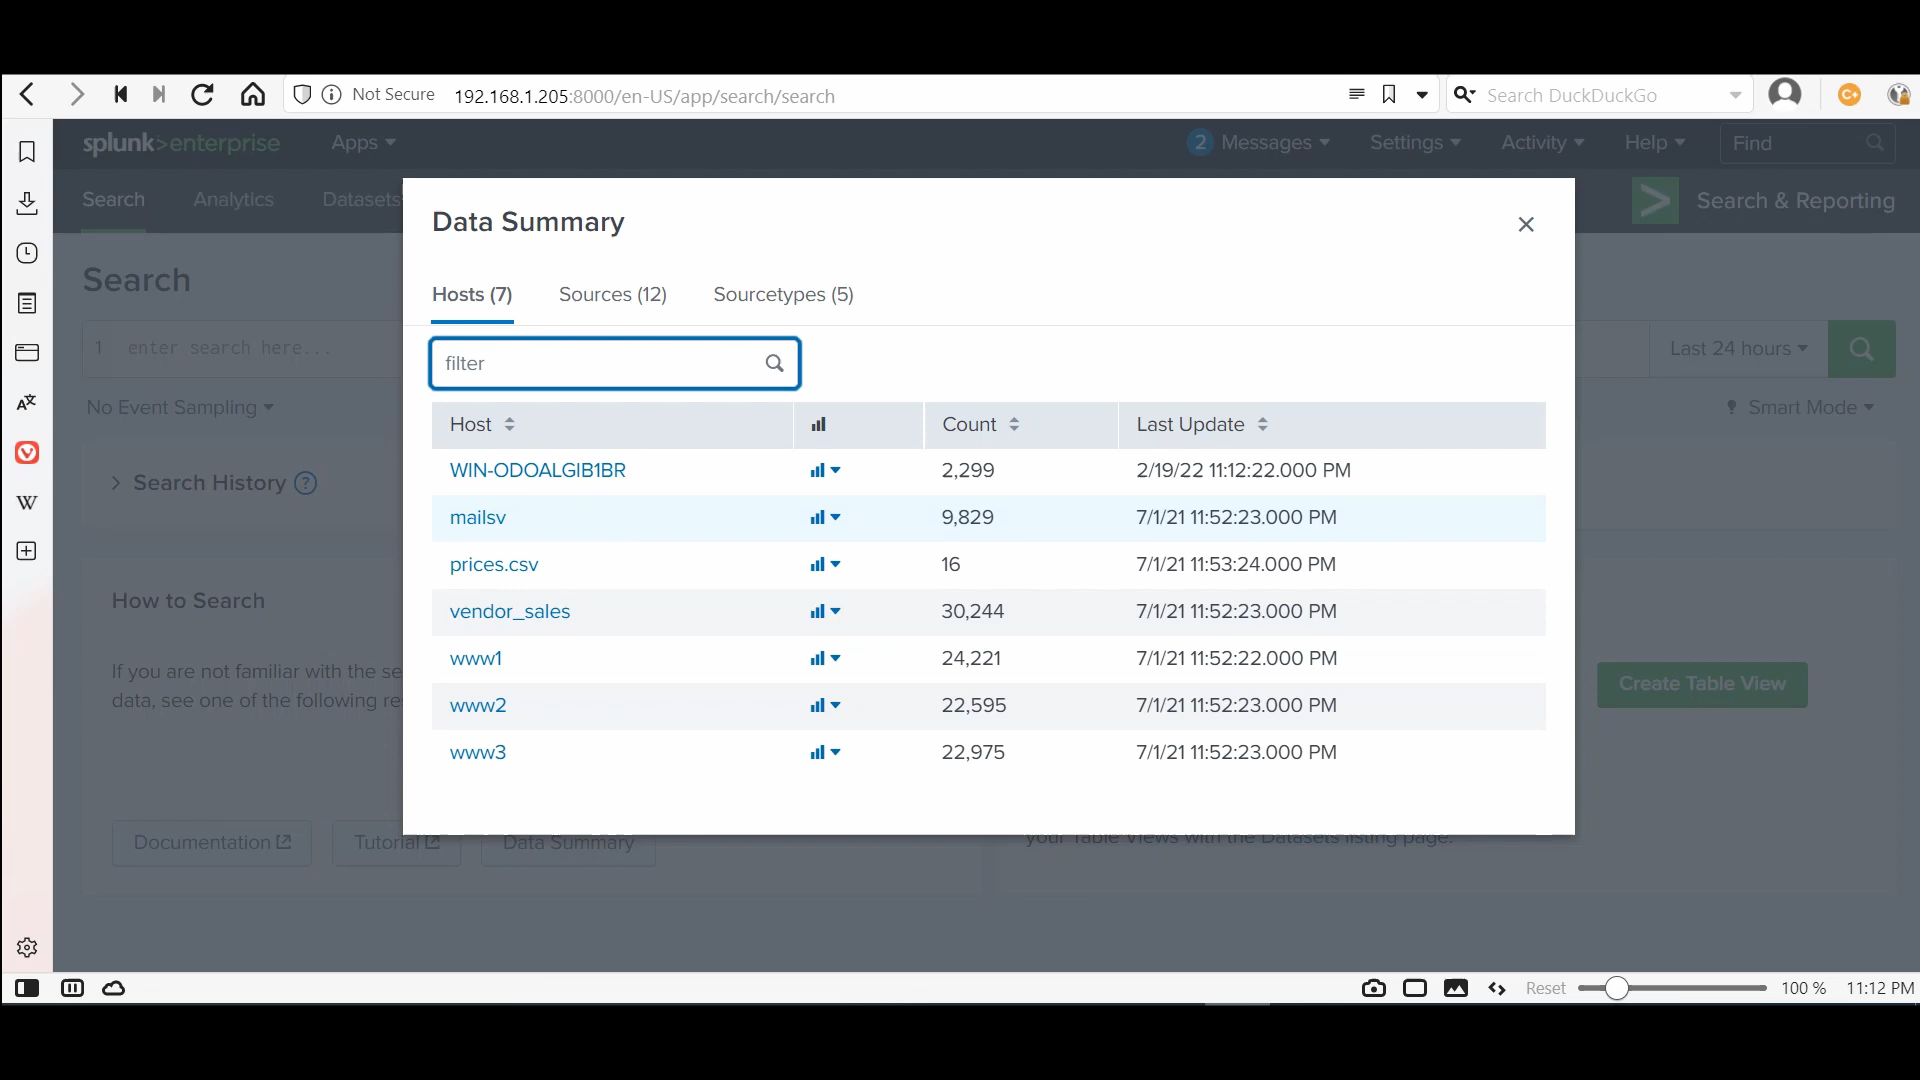 Not Secure 192.168.1.205:8000/en-US/app/search/search Search DuckDuckGo
splunk>enterprise Apps 2 Messages Settings Activity Help Find
Search Analytics Datasets Search & Reporting
Data Summary
Search
Hosts (7) Sources (12) Sourcetypes (5)
1 enter search here... Last 24 hours
filter
No Event Sampling Smart Mode
Host Count Last Update
WIN-ODOALGIB1BR 2,299 2/19/22 11:12:22.000 PM
Search History ?
mailsv 9,829 7/1/21 11:52:23.000 PM
prices.csv 16 7/1/21 11:53:24.000 PM
How to Search
vendor_sales 30,244 7/1/21 11:52:23.000 PM
www1 24,221 7/1/21 11:52:22.000 PM
If you are not familiar with the se
Create Table View
data, see one of the following re
www2 22,595 7/1/21 11:52:23.000 PM
www3 22,975 7/1/21 11:52:23.000 PM
Documentation Tutorial Data Summary
your Table Views with the Datasets listing page.
Reset 100 % 11:12 PM